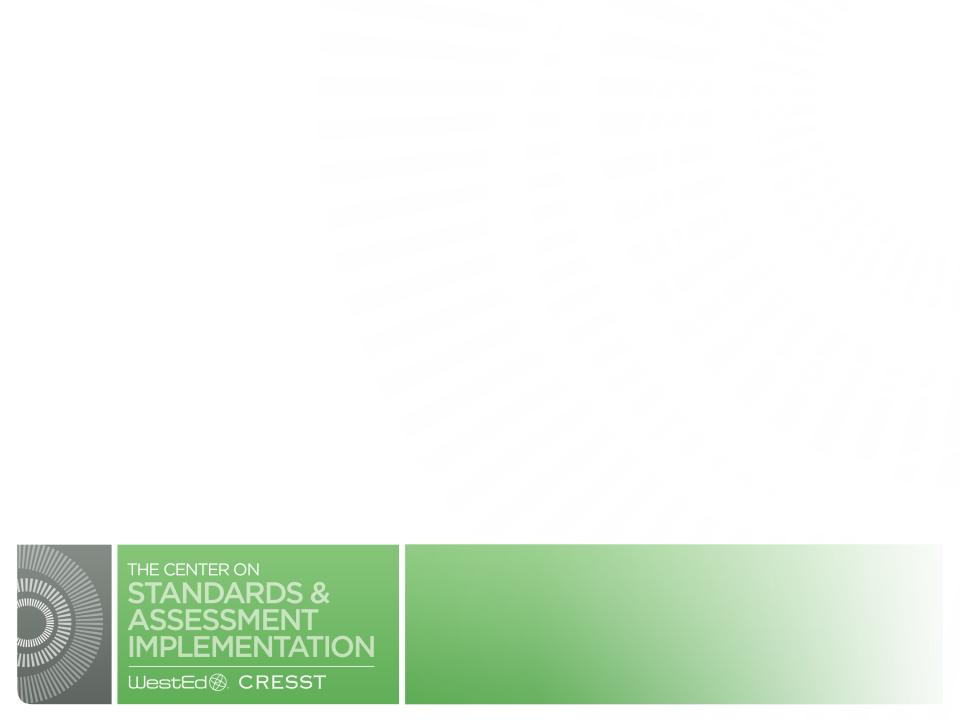 THE CENTER ON
STANDARDS &
ASSESSMENT
IMPLEMENTATION
WestEd CRESST